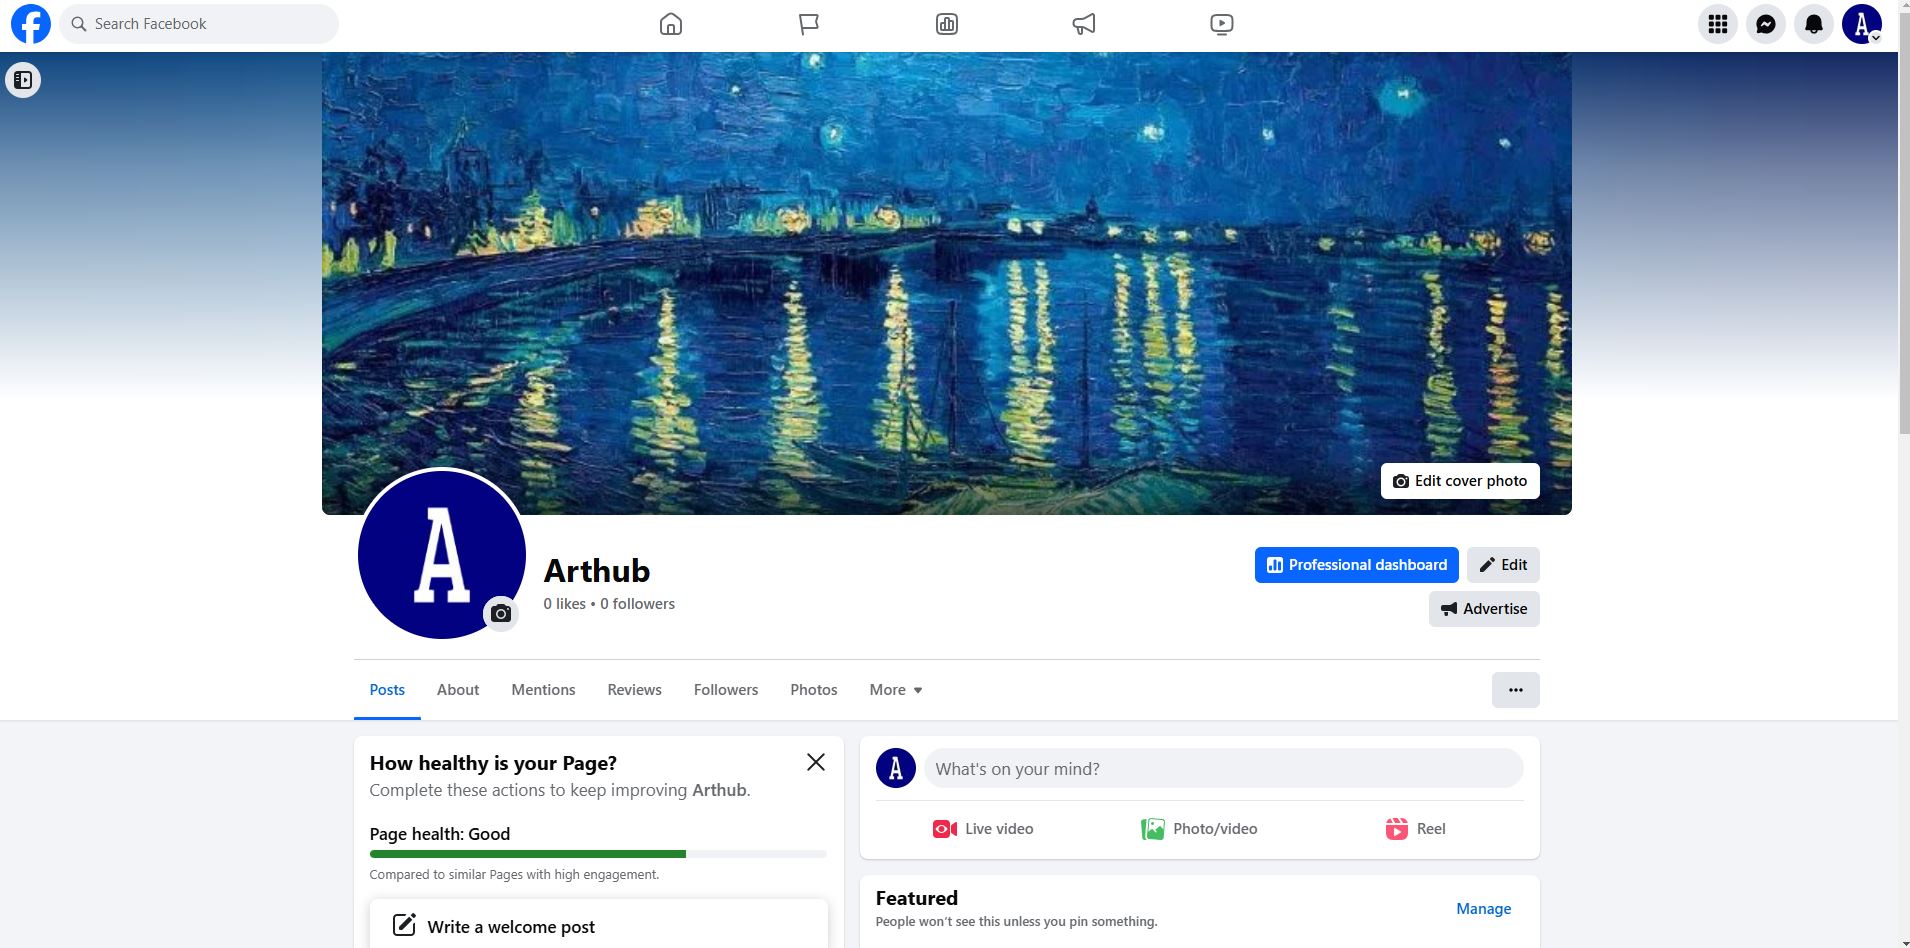 Search Facebook
A
Edit cover photo
A
Arthub
0 likes • 0 followers
Professional dashboard
Edit
Advertise
Posts
About
Mentions
Reviews
Followers
Photos
More
How healthy is your Page?
Complete these actions to keep improving Arthub.
Page health: Good
Compared to similar Pages with high engagement.
Write a welcome post
A
What's on your mind?
Live video
Photo/video
Reel
Featured
People won’t see this unless you pin something.
Manage